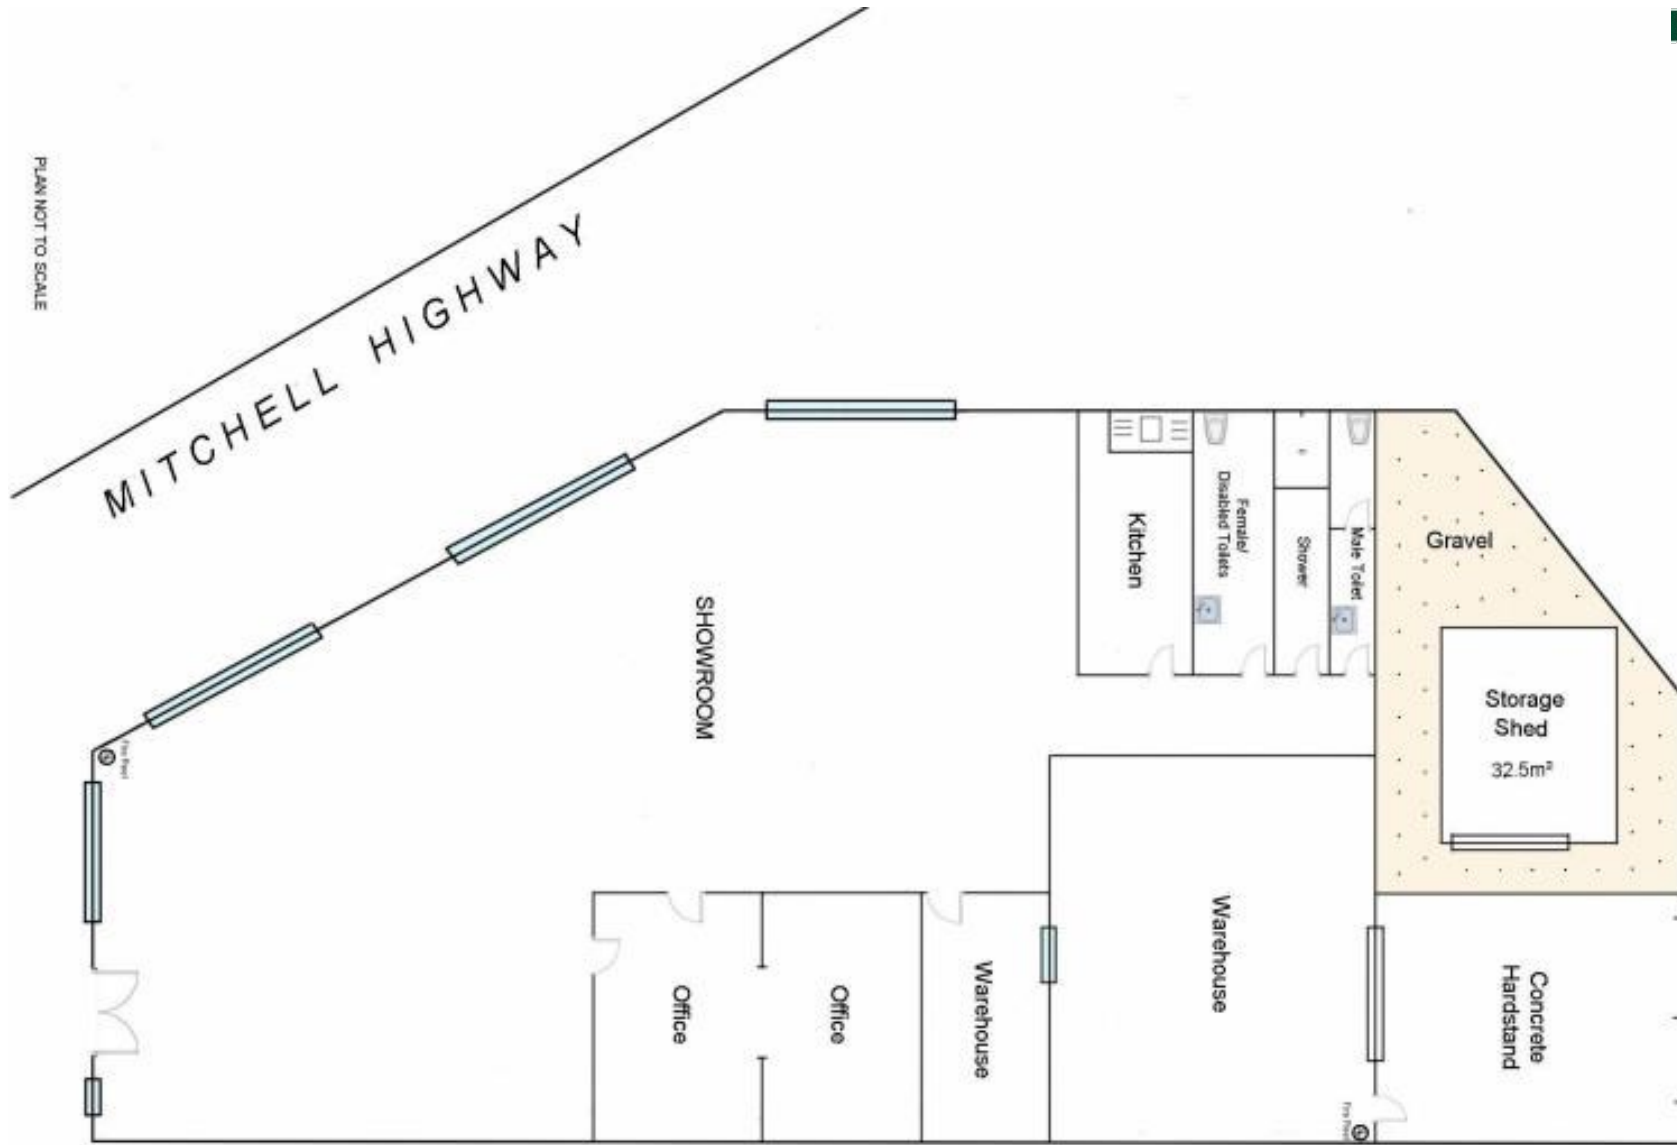 PLAN NOT TO SCALE
MITCHELL HIGHWAY
SHOWROOM
Kitchen
Female/
Disabled Toilets
Shower
Male Toilet
Gravel
Storage
Shed
32.5m²
Office
Office
Warehouse
Warehouse
Concrete
Hardstand